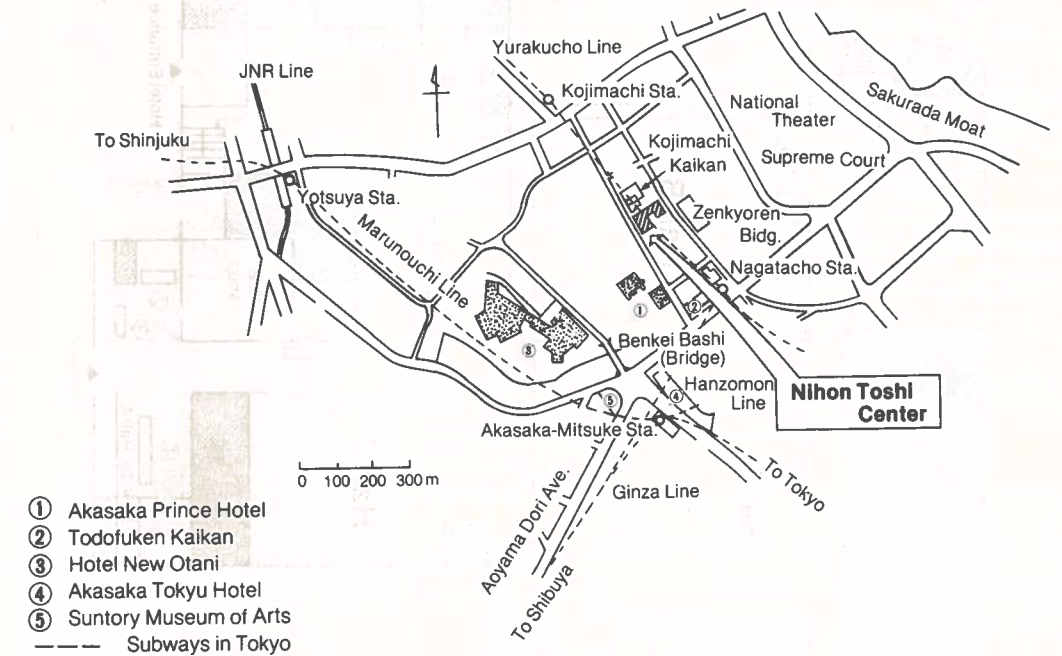 Yurakucho Line
JNR Line
Kojimachi Sta.
To Shinjuku
National
Theater
Sakurada Moat
Kojimachi
Kaikan
Supreme Court
Yotsuya Sta.
Zenkyoren
Bldg.
Marunouchi Line
Nagatacho Sta.
①
②
③
Benkei Bashi
(Bridge)
Hanzomon
Line
④
⑤
Nihon Toshi
Center
Akasaka-Mitsuke Sta.
0 100 200 300 m
To Tokyo
Ginza Line
Aoyama Dori Ave.
To Shibuya
① Akasaka Prince Hotel
② Todofuken Kaikan
③ Hotel New Otani
④ Akasaka Tokyu Hotel
⑤ Suntory Museum of Arts
--- Subways in Tokyo